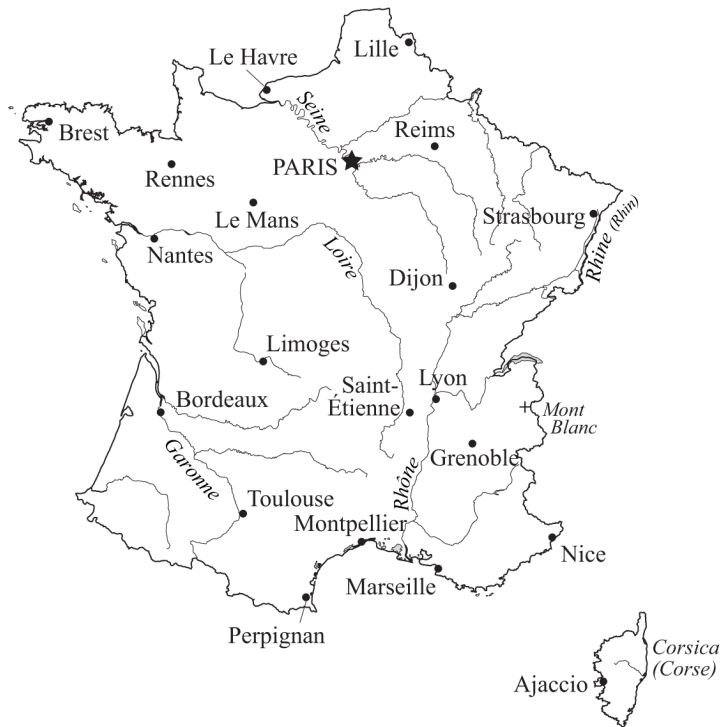 Lille
Le Havre
Seine
Brest
Reims
Rennes
PARIS
Le Mans
Strasbourg
Rhine (Rhin)
Nantes
Loire
Dijon
Limoges
Saint-
Étienne
Lyon
Bordeaux
Mont
Blanc
Grenoble
Garonne
Rhône
Toulouse
Montpellier
Nice
Marseille
Perpignan
Corsica
(Corse)
Ajaccio